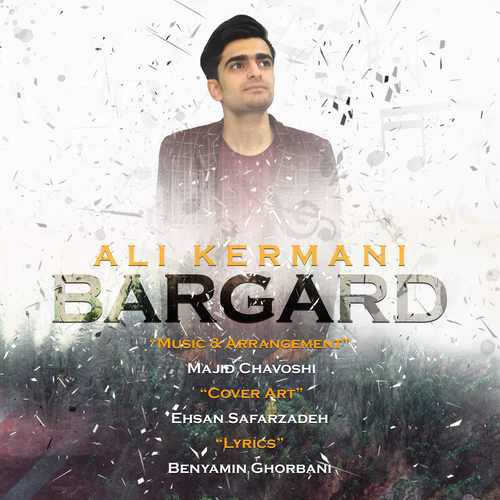 ALI KERMANI
BARGARD
“MUSIC & ARRANGEMENT”
MAJID CHAVOSHI
“COVER ART”
EHSAN SAFARZADEH
“LYRICS”
BENYAMIN GHORBANI